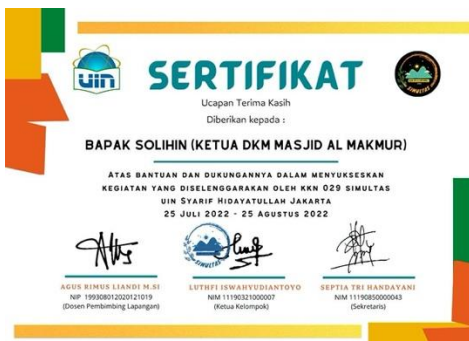 uin
SERTIFIKAT
SIMULTAS
Ucapan Terima Kasih
Diberikan kepada :
BAPAK SOLIHIN (KETUA DKM MASJID AL MAKMUR)
ATAS BANTUAN DAN DUKUNGANNYA DALAM MENYUKSESKAN
KEGIATAN YANG DISELENGGARAKAN OLEH KKN 029 SIMULTAS
UIN SYARIF HIDAYATULLAH JAKARTA
25 JULI 2022 - 25 AGUSTUS 2022
SIMULTAS
AGUS RIMUS LIANDI M.SI
NIP 199308012020121019
(Dosen Pembimbing Lapangan)
LUTHFI ISWAHYUDIANTOYO
NIM 11190321000007
(Ketua Kelompok)
SEPTIA TRI HANDAYANI
NIM 11190850000043
(Sekretaris)